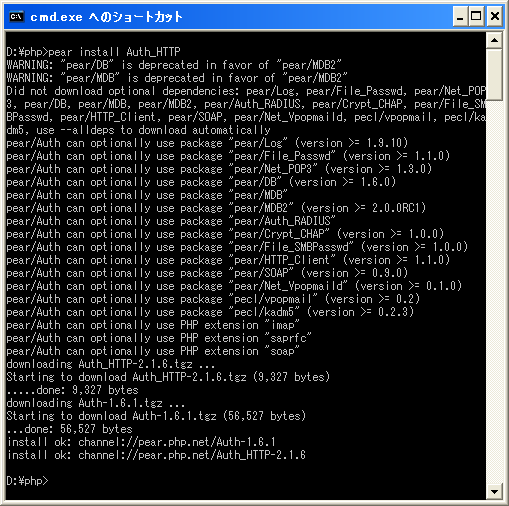 cmd.exe へのショートカット
D:¥php>pear install Auth_HTTP
WARNING: "pear/DB" is deprecated in favor of "pear/MDB2"
WARNING: "pear/MDB" is deprecated in favor of "pear/MDB2"
Did not download optional dependencies: pear/Log, pear/File_Passwd, pear/Net_POP
3, pear/DB, pear/MDB, pear/MDB2, pear/Auth_RADIUS, pear/Crypt_CHAP, pear/File_SM
BPasswd, pear/HTTP_Client, pear/SOAP, pear/Net_Vpopmaild, pecl/vpopmail, pecl/ka
dm5, use --alldeps to download automatically
pear/Auth can optionally use package "pear/Log" (version >= 1.9.10)
pear/Auth can optionally use package "pear/File_Passwd" (version >= 1.1.0)
pear/Auth can optionally use package "pear/Net_POP3" (version >= 1.3.0)
pear/Auth can optionally use package "pear/DB" (version >= 1.6.0)
pear/Auth can optionally use package "pear/MDB"
pear/Auth can optionally use package "pear/MDB2" (version >= 2.0.0RC1)
pear/Auth can optionally use package "pear/Auth_RADIUS"
pear/Auth can optionally use package "pear/Crypt_CHAP" (version >= 1.0.0)
pear/Auth can optionally use package "pear/File_SMBPasswd" (version >= 1.0.0)
pear/Auth can optionally use package "pear/HTTP_Client" (version >= 1.1.0)
pear/Auth can optionally use package "pear/SOAP" (version >= 0.9.0)
pear/Auth can optionally use package "pear/Net_Vpopmaild" (version >= 0.1.0)
pear/Auth can optionally use package "pecl/vpopmail" (version >= 0.2)
pear/Auth can optionally use package "pecl/kadm5" (version >= 0.2.3)
pear/Auth can optionally use PHP extension "imap"
pear/Auth can optionally use PHP extension "saprfc"
pear/Auth can optionally use PHP extension "soap"
downloading Auth_HTTP-2.1.6.tgz ...
Starting to download Auth_HTTP-2.1.6.tgz (9,327 bytes)
.....done: 9,327 bytes
downloading Auth-1.6.1.tgz ...
Starting to download Auth-1.6.1.tgz (56,527 bytes)
...done: 56,527 bytes
install ok: channel://pear.php.net/Auth-1.6.1
install ok: channel://pear.php.net/Auth_HTTP-2.1.6
D:¥php>